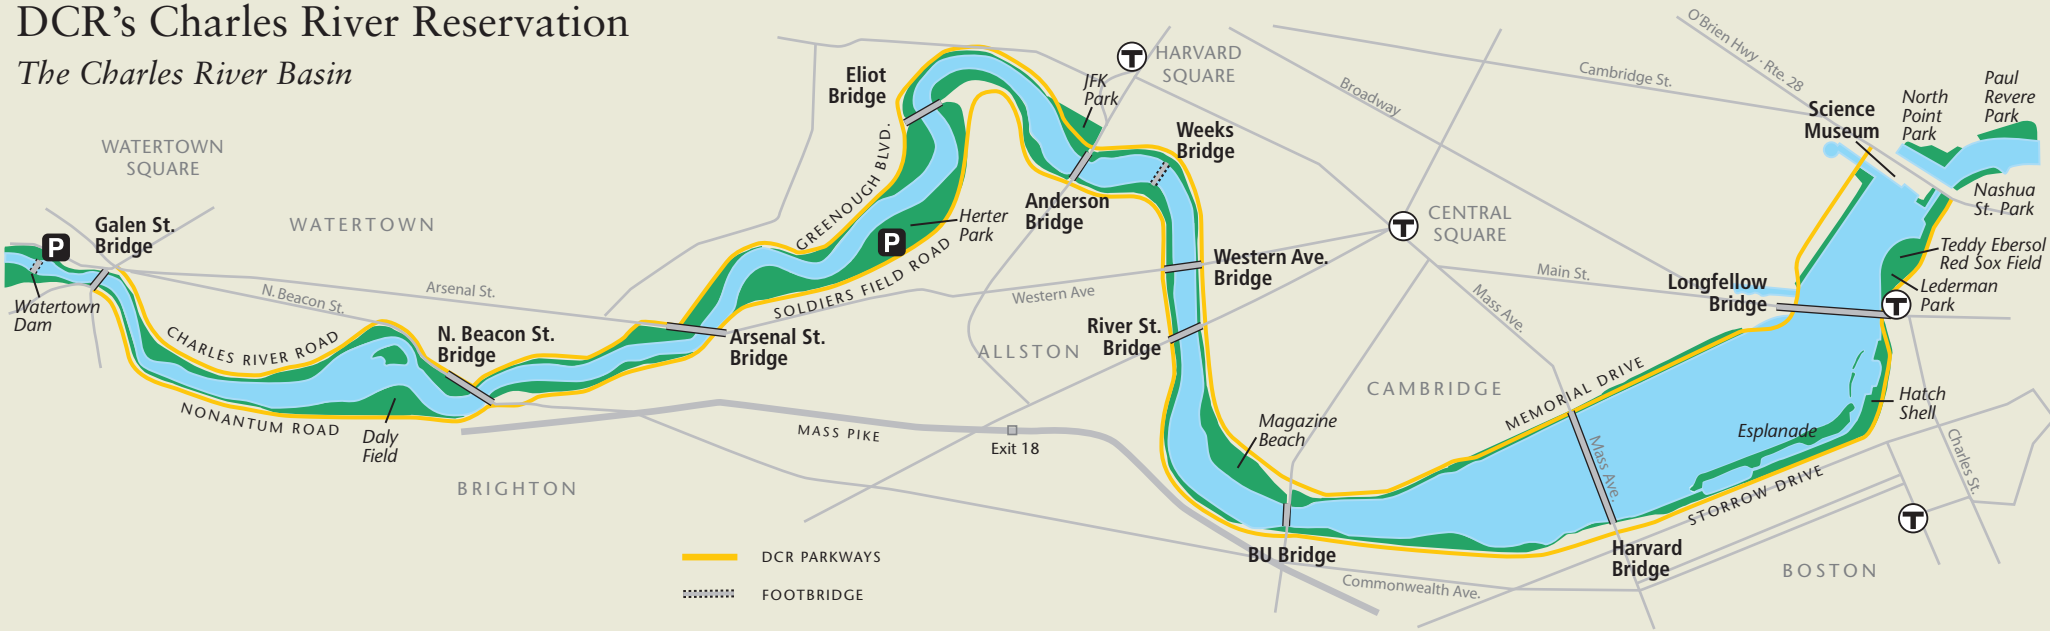 DCR's Charles River Reservation
The Charles River Basin
WATERTOWN
SQUARE
P
Galen St.
Bridge
Watertown
Dam
WATERTOWN
N. Beacon St.
Arsenal St.
CHARLES RIVER ROAD
NONANTUM ROAD
Daly
Field
N. Beacon St.
Bridge
BRIGHTON
Arsenal St.
Bridge
Eliot
Bridge
GREENOUGH BLVD.
P
Herter
Park
SOLDIERS FIELD ROAD
MASS PIKE
Exit 18
ALLSTON
Western Ave
JFK
Park
T
HARVARD
SQUARE
Anderson
Bridge
Weeks
Bridge
Western Ave.
Bridge
River St.
Bridge
Magazine
Beach
BU Bridge
Commonwealth Ave.
Broadway
Cambridge St.
O'Brien Hwy · Rte. 28
T
CENTRAL
SQUARE
Main St.
Mass Ave.
CAMBRIDGE
MEMORIAL DRIVE
Mass Ave.
Harvard
Bridge
Longfellow
Bridge
Science
Museum
North
Point
Park
Paul
Revere
Park
Nashua
St. Park
Teddy Ebersol
Red Sox Field
Lederman
Park
T
Hatch
Shell
Esplanade
STORROW DRIVE
Charles St.
T
BOSTON
DCR PARKWAYS
FOOTBRIDGE